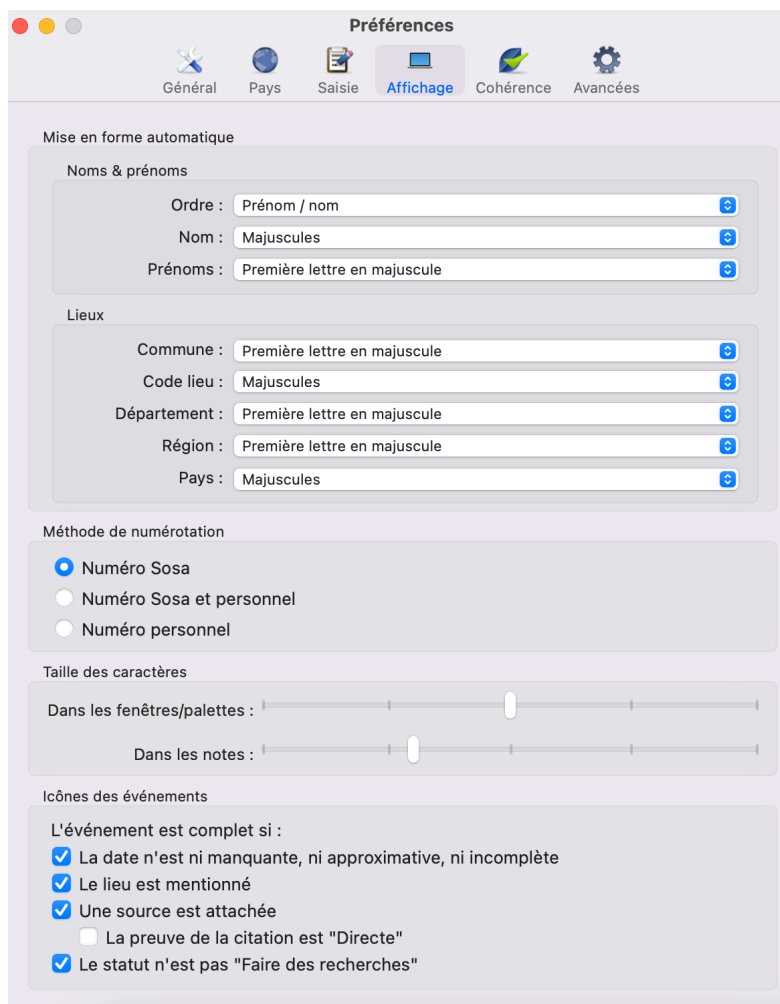 Préférences
Général Pays Saisie Affichage Cohérence Avancées
Mise en forme automatique
Noms & prénoms
Ordre : Prénom / nom
Nom : Majuscules
Prénoms : Première lettre en majuscule
Lieux
Commune : Première lettre en majuscule
Code lieu : Majuscules
Département : Première lettre en majuscule
Région : Première lettre en majuscule
Pays : Majuscules
Méthode de numérotation
Numéro Sosa
Numéro Sosa et personnel
Numéro personnel
Taille des caractères
Dans les fenêtres/palettes :
Dans les notes :
Icônes des événements
L'événement est complet si :
La date n'est ni manquante, ni approximative, ni incomplète
Le lieu est mentionné
Une source est attachée
La preuve de la citation est "Directe"
Le statut n'est pas "Faire des recherches"